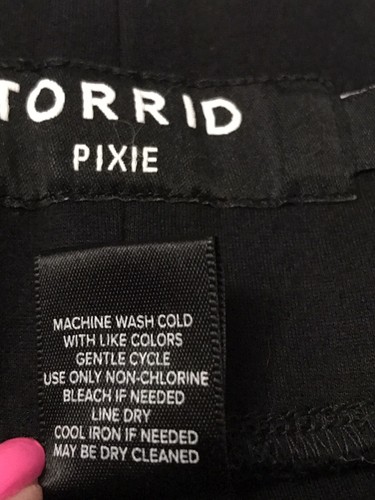 TORRID
PIXIE
MACHINE WASH COLD
WITH LIKE COLORS
GENTLE CYCLE
USE ONLY NON-CHLORINE
BLEACH IF NEEDED
LINE DRY
COOL IRON IF NEEDED
MAY BE DRY CLEANED